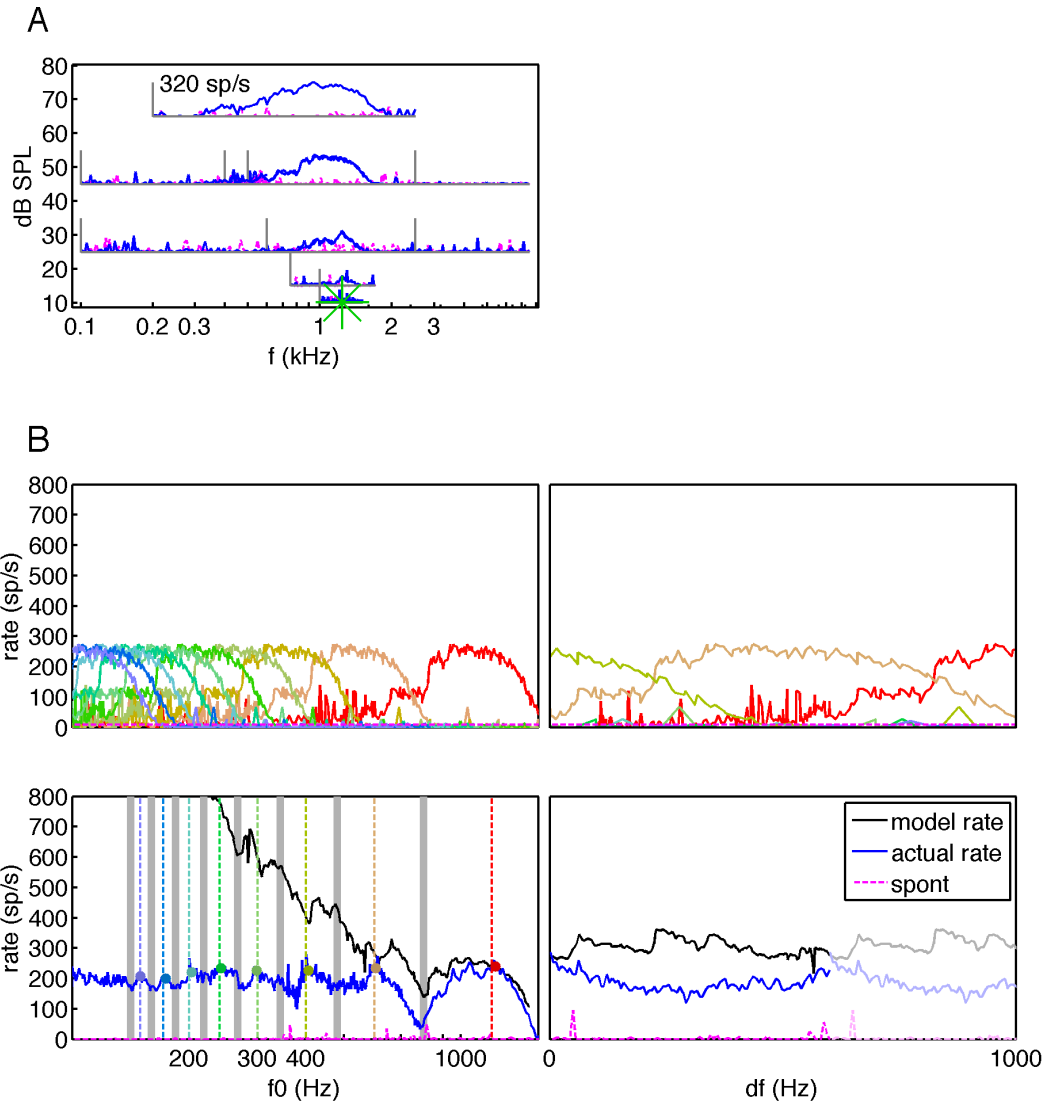 A
80
70
60
50
40
30
20
10
dB SPL
320 sp/s
0.1 0.2 0.3 1 2 3
f (kHz)
B
800
700
600
500
400
300
200
100
0
rate (sp/s)
800
700
600
500
400
300
200
100
0
rate (sp/s)
200 300 400 1000
f0 (Hz)
model rate
actual rate
spont
0 1000
df (Hz)